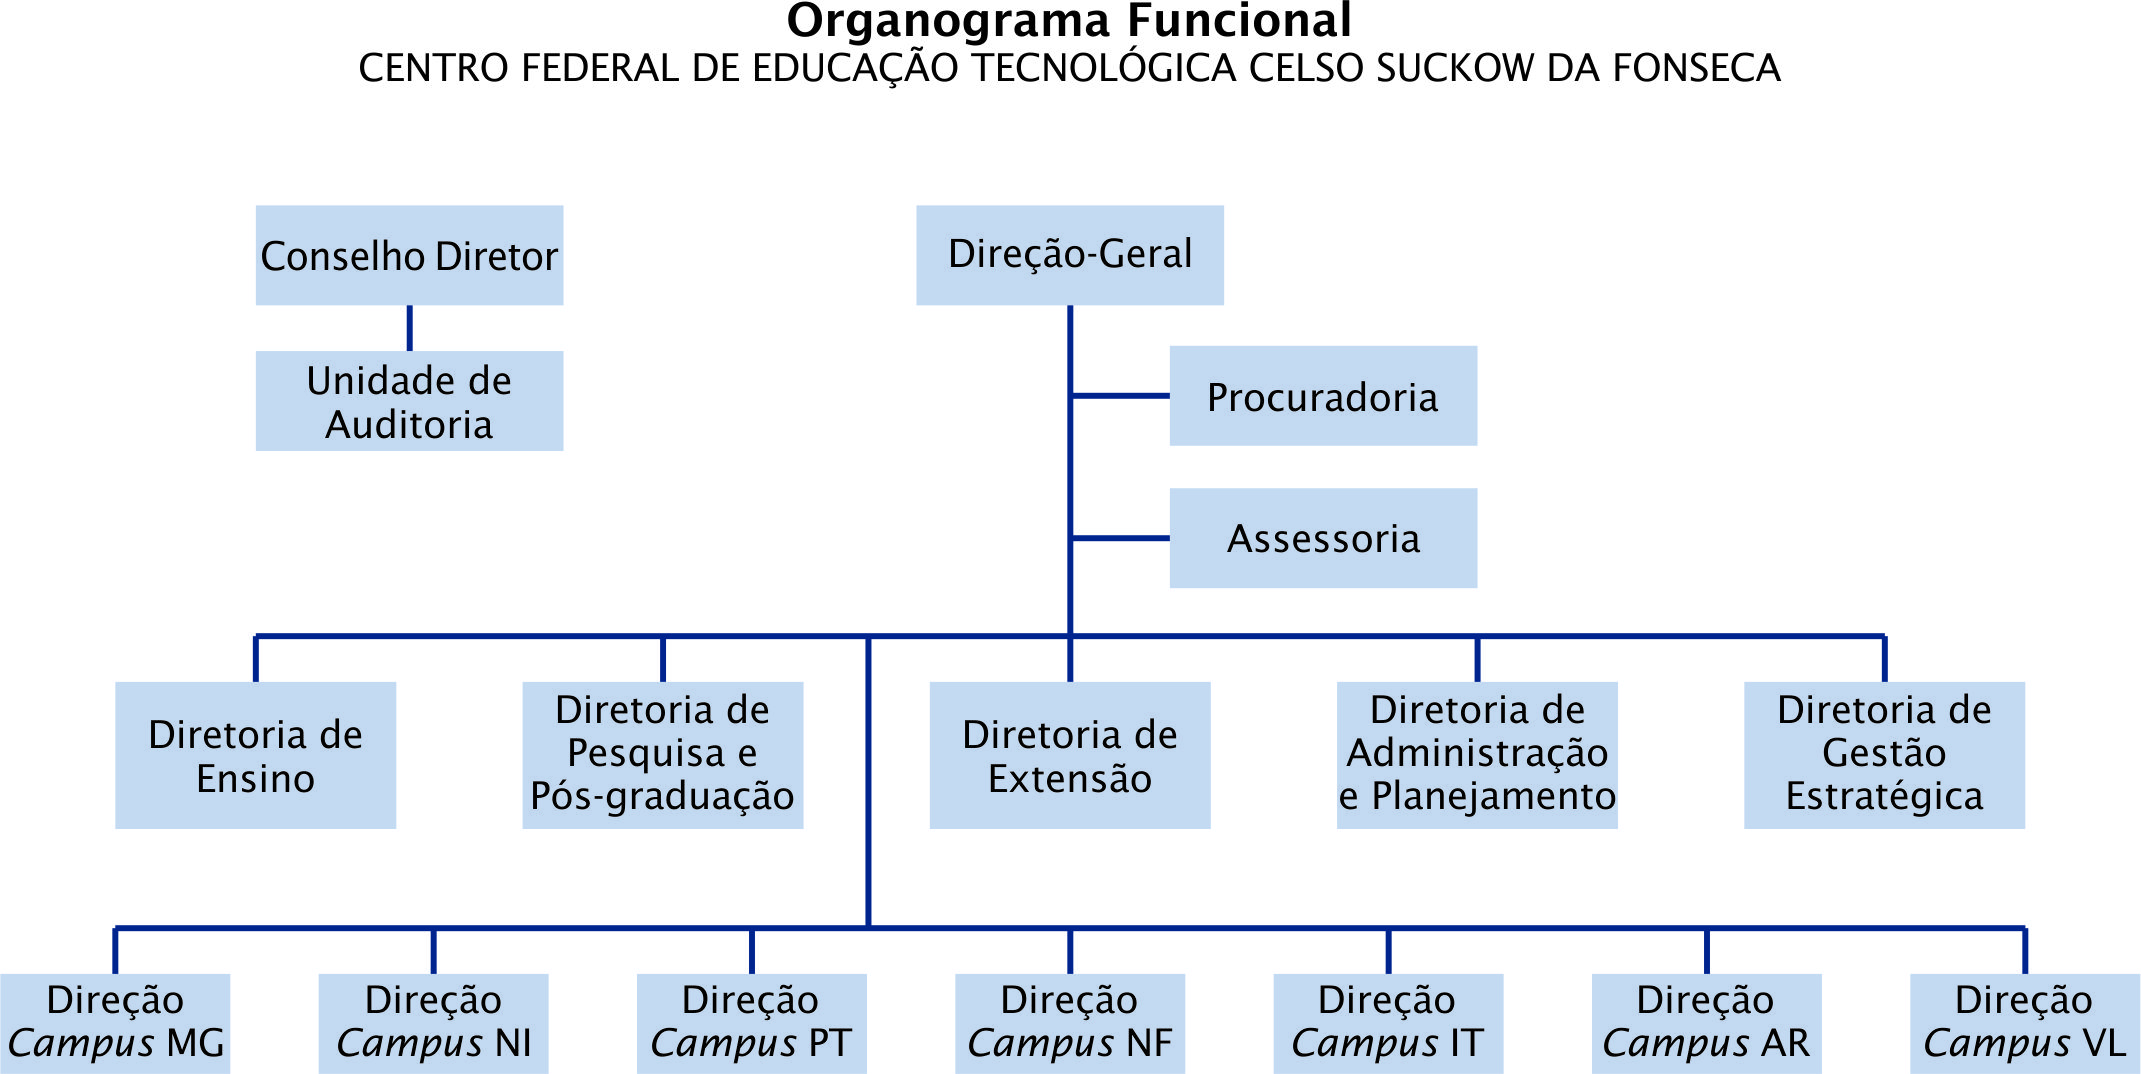 Organograma Funcional
CENTRO FEDERAL DE EDUCAÇÃO TECNOLÓGICA CELSO SUCKOW DA FONSECA
Conselho Diretor
Unidade de
Auditoria
Direção-Geral
Procuradoria
Assessoria
Diretoria de
Ensino
Diretoria de
Pesquisa e
Pós-graduação
Diretoria de
Extensão
Diretoria de
Administração
e Planejamento
Diretoria de
Gestão
Estratégica
Direção
Campus MG
Direção
Campus NI
Direção
Campus PT
Direção
Campus NF
Direção
Campus IT
Direção
Campus AR
Direção
Campus VL